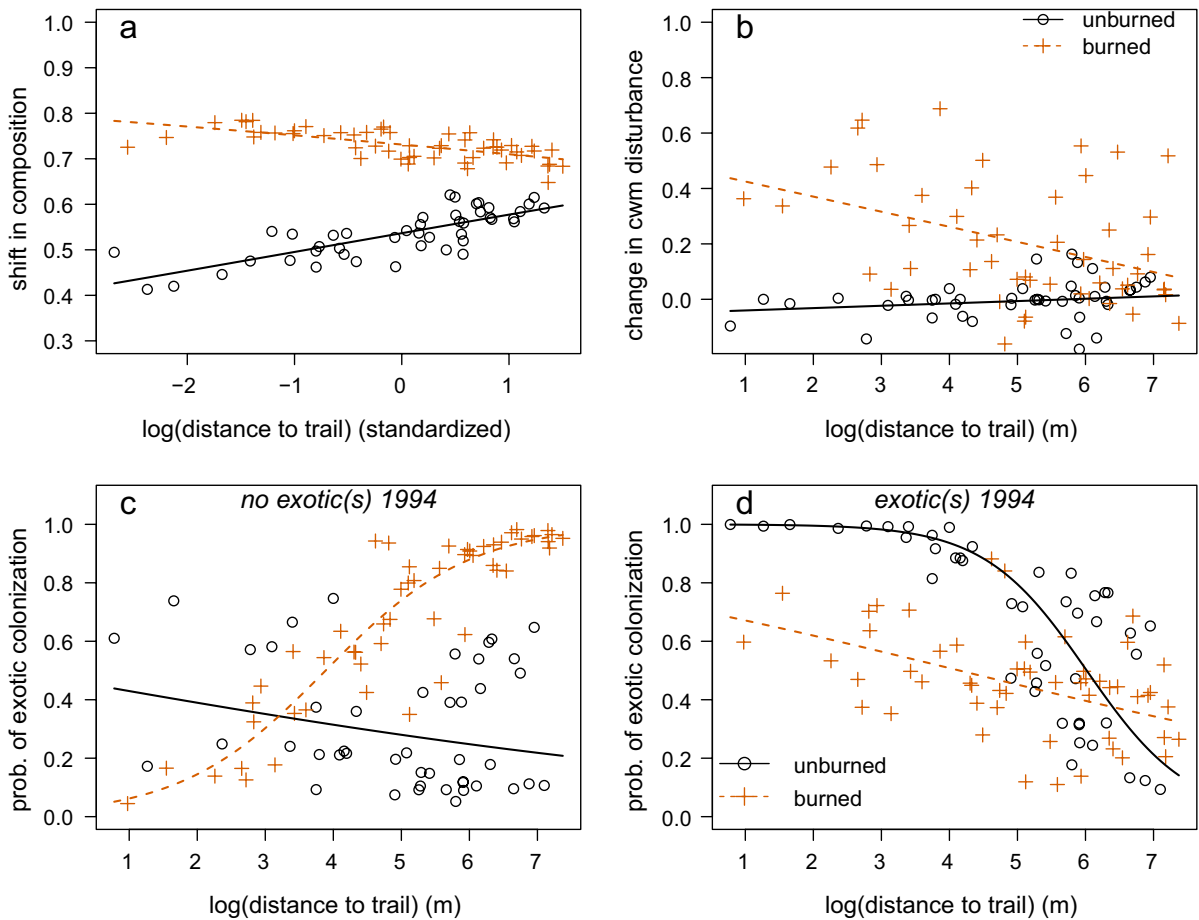 a
1.0
0.9
0.8
0.7
0.6
0.5
0.4
0.3
shift in composition
−2
−1
0
1
log(distance to trail) (standardized)
b
unburned
burned
1.0
0.8
0.6
0.4
0.2
0.0
change in cwm disturbance
1
2
3
4
5
6
7
log(distance to trail) (m)
c
no exotic(s) 1994
1.0
0.8
0.6
0.4
0.2
0.0
prob. of exotic colonization
1
2
3
4
5
6
7
log(distance to trail) (m)
d
exotic(s) 1994
1.0
0.8
0.6
0.4
0.2
0.0
prob. of exotic colonization
unburned
burned
1
2
3
4
5
6
7
log(distance to trail) (m)